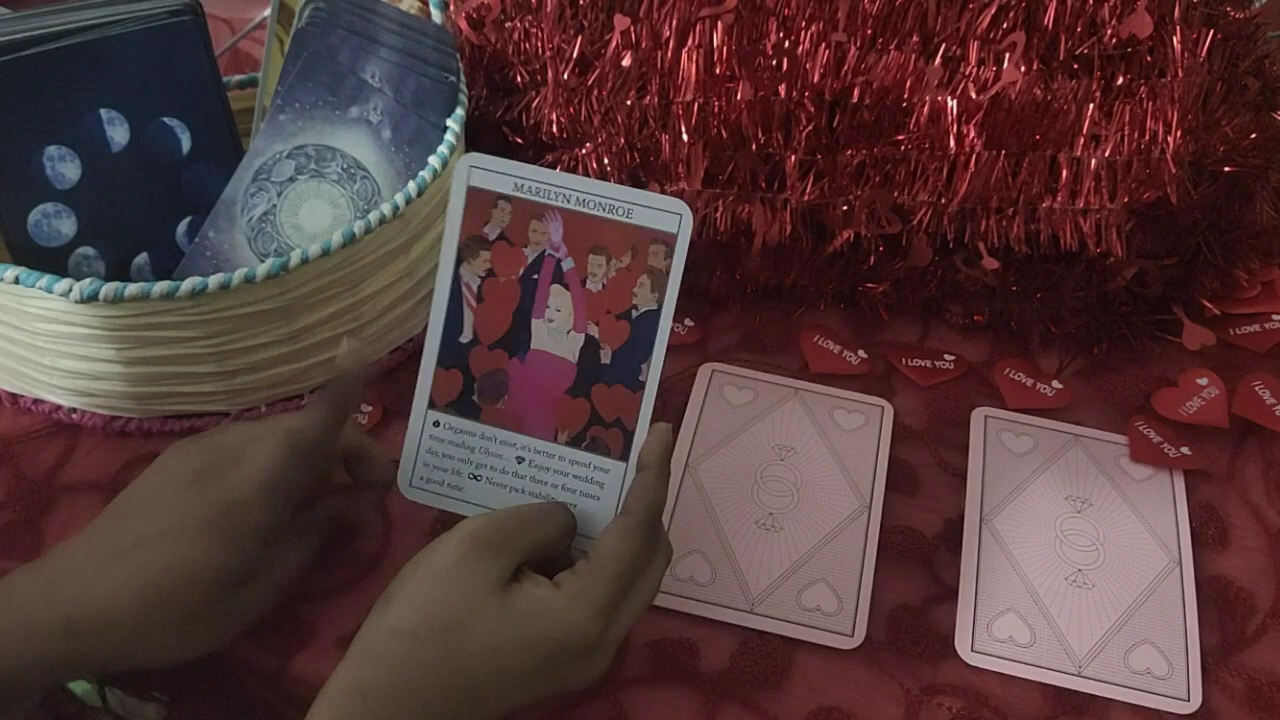 MARILYN MONROE
Orgasms don't exist, it's better to spend your
time reading Ulysses... Enjoy your wedding
day, you only get to do that three or four times
in your life. Never pick stability over
a good time.
I LOVE YOU
I LOVE YOU
I LOVE YOU
I LOVE YOU
I LOVE YOU
I LOVE YOU